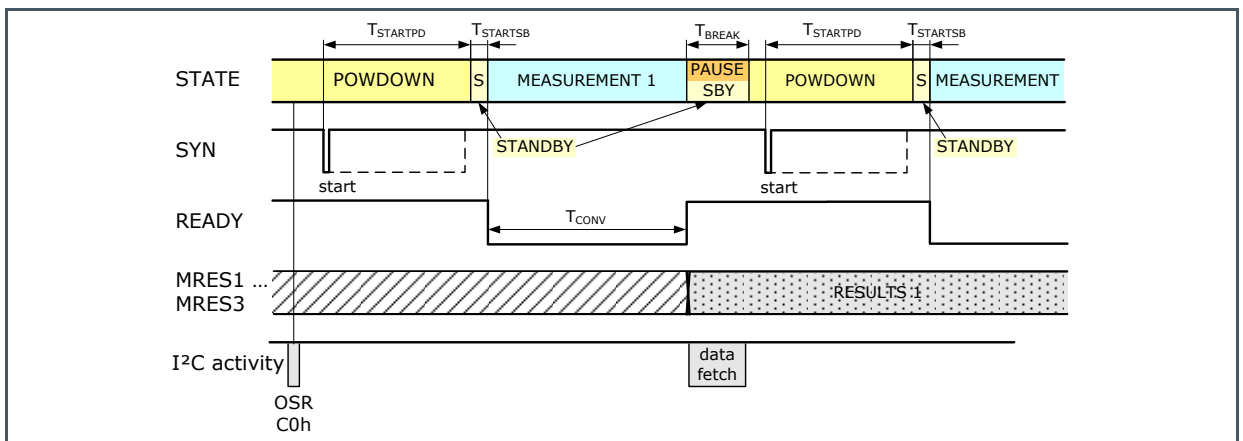 TSTARTPD TSTARTSB TBREAK TSTARTPD TSTARTSB
STATE POWDOWN S MEASUREMENT 1 PAUSE SBY POWDOWN S MEASUREMENT
SYN STANDBY STANDBY
start start
READY TCONV
MRES1 ...
MRES3 RESULTS 1
I²C activity data
fetch
OSR
C0h